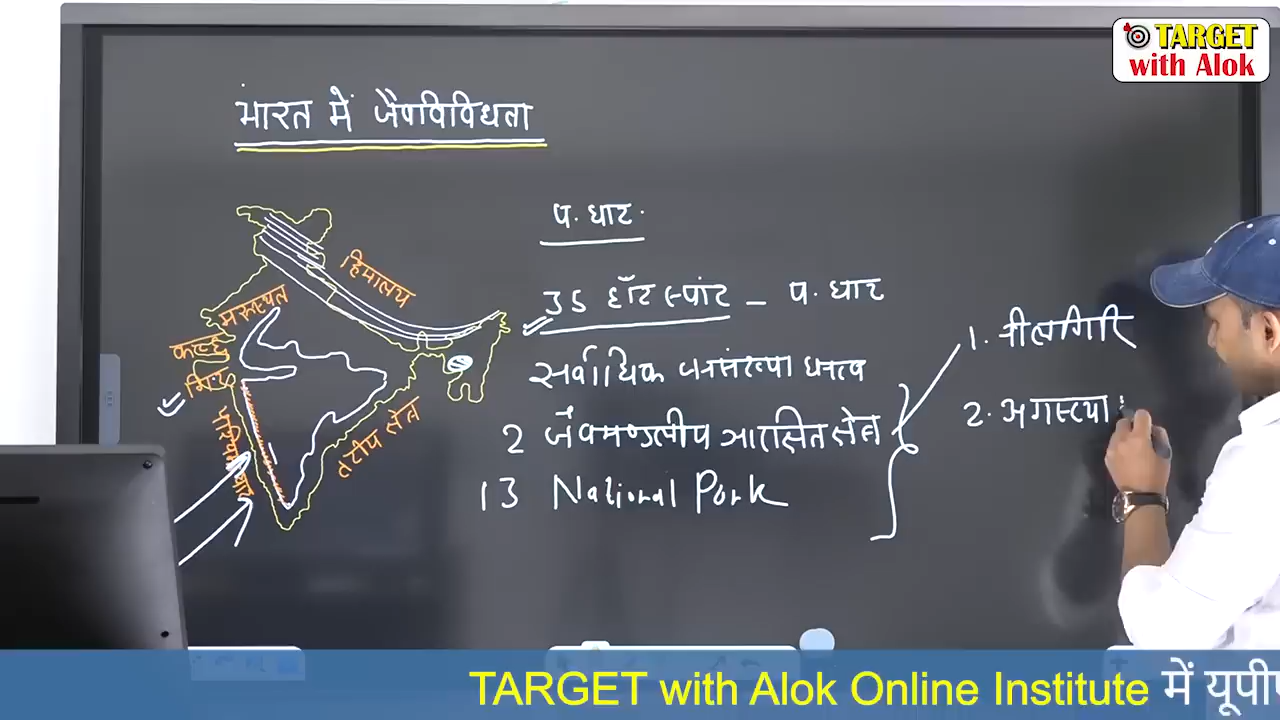 TARGET
with Alok
भारत में जैवविविधता
प. घाट
हिमालय
मरुस्थल
35 हॉट स्पॉट – प. घाट
कच्छ
सर्वाधिक जनसंख्या घनत्व
1. नीलगिरि
2 जैवमण्डलीय आरक्षित क्षेत्र
2. अगस्त्या
तटीय क्षेत्र
13 National Park
TARGET with Alok Online Institute में यूपी